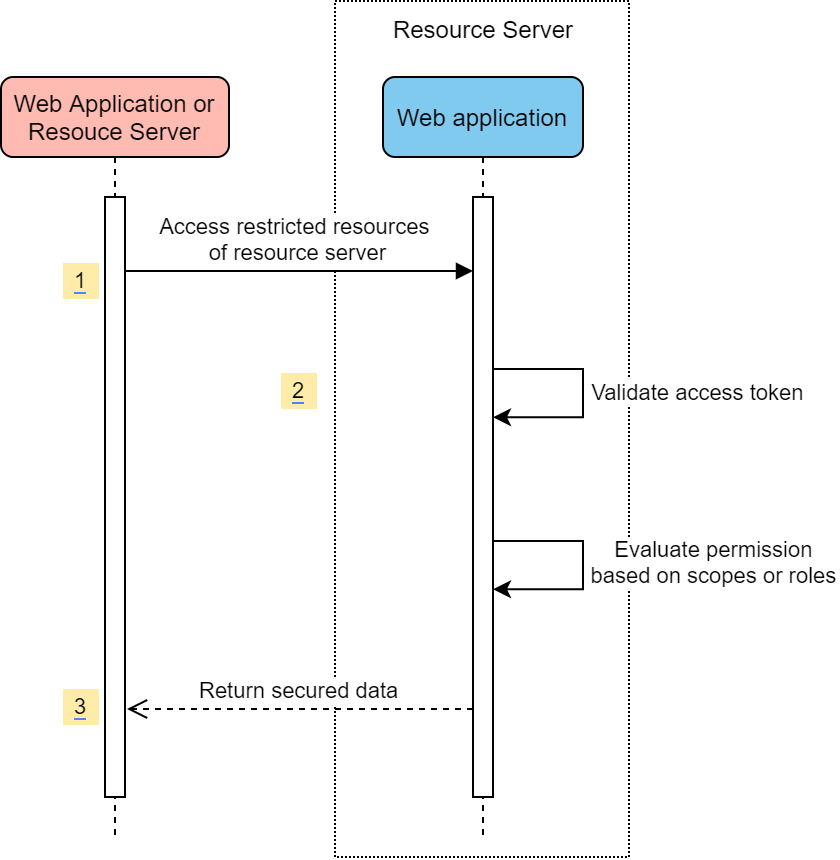 Resource Server
Web Application or
Resouce Server
Web application
Access restricted resources
of resource server
1
2
Validate access token
Evaluate permission
based on scopes or roles
Return secured data
3